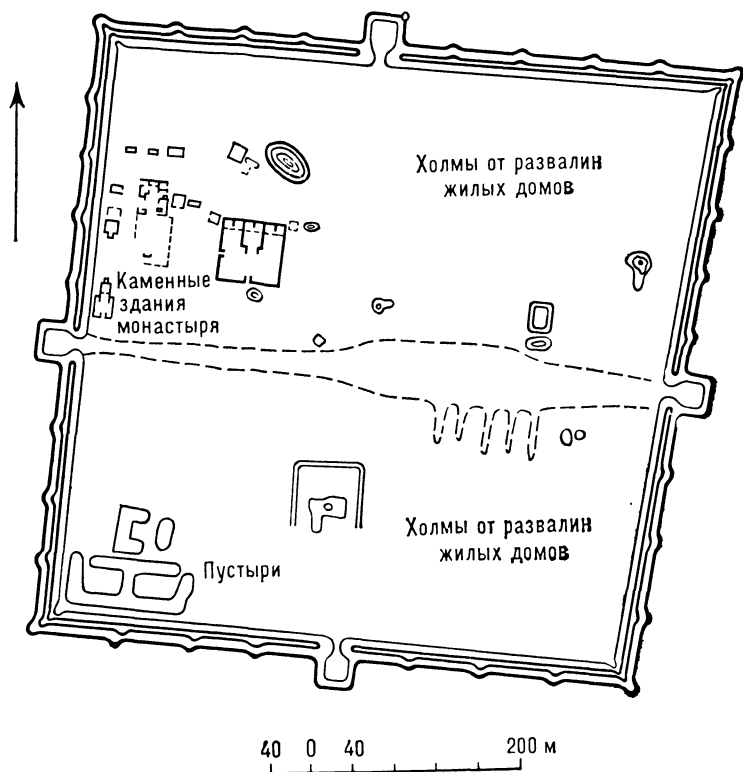 Холмы от развалин
жилых домов
Каменные
здания
монастыря
Холмы от развалин
жилых домов
Пустыри
40 0 40 200 м